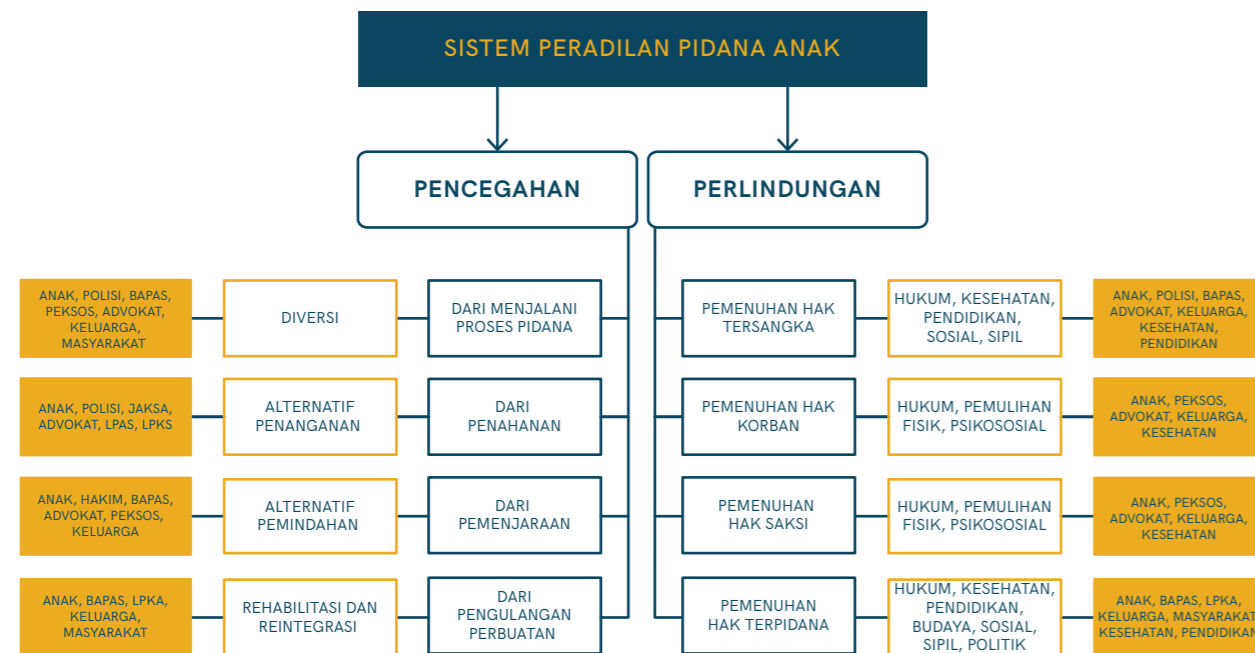 SISTEM PERADILAN PIDANA ANAK
PENCEGAHAN
PERLINDUNGAN
ANAK, POLISI, BAPAS,
PEKSOS, ADVOKAT,
KELUARGA,
MASYARAKAT
DIVERSI
DARI MENJALANI
PROSES PIDANA
PEMENUHAN HAK
TERSANGKA
HUKUM, KESEHATAN,
PENDIDIKAN,
SOSIAL, SIPIL
ANAK, POLISI, BAPAS,
ADVOKAT, KELUARGA,
KESEHATAN,
PENDIDIKAN
ANAK, POLISI, JAKSA,
ADVOKAT, LPAS, LPKS
ALTERNATIF
PENANGANAN
DARI
PENAHANAN
PEMENUHAN HAK
KORBAN
HUKUM, PEMULIHAN
FISIK, PSIKOSOSIAL
ANAK, PEKSOS,
ADVOKAT, KELUARGA,
KESEHATAN
ANAK, HAKIM, BAPAS,
ADVOKAT, PEKSOS,
KELUARGA
ALTERNATIF
PEMINDAHAN
DARI
PEMENJARAAN
PEMENUHAN
HAK SAKSI
HUKUM, PEMULIHAN
FISIK, PSIKOSOSIAL
ANAK, PEKSOS,
ADVOKAT, KELUARGA,
KESEHATAN
ANAK, BAPAS, LPKA,
KELUARGA,
MASYARAKAT
REHABILITASI DAN
REINTEGRASI
DARI
PENGULANGAN
PERBUATAN
PEMENUHAN
HAK TERPIDANA
HUKUM, KESEHATAN,
PENDIDIKAN,
BUDAYA, SOSIAL,
SIPIL, POLITIK
ANAK, BAPAS, LPKA,
KELUARGA, MASYARAKAT
KESEHATAN, PENDIDIKAN